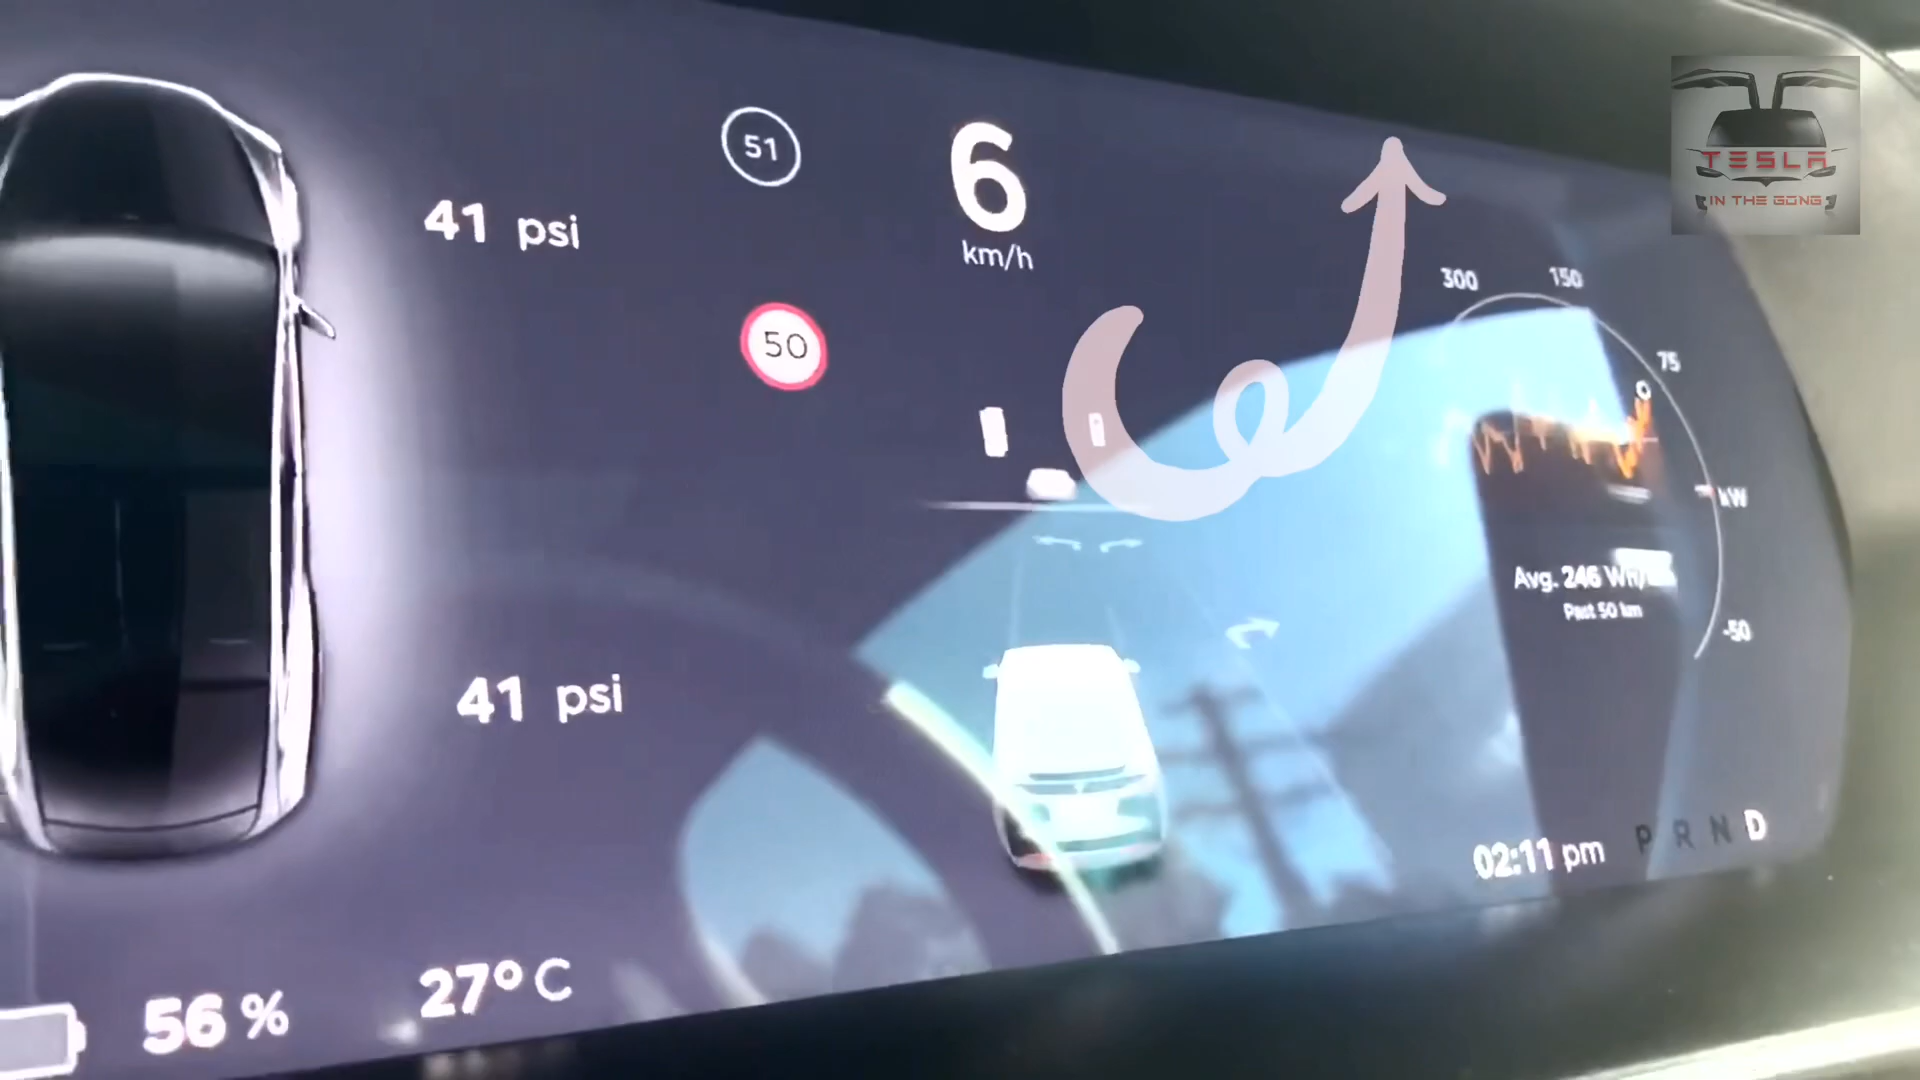 51
6
km/h
41 psi
50
300
150
75
kW
Avg. 246 Wh/
Past 50 km
-50
41 psi
02:11 pm
P R N D
27°C
56 %
TESLA
IN THE GONG